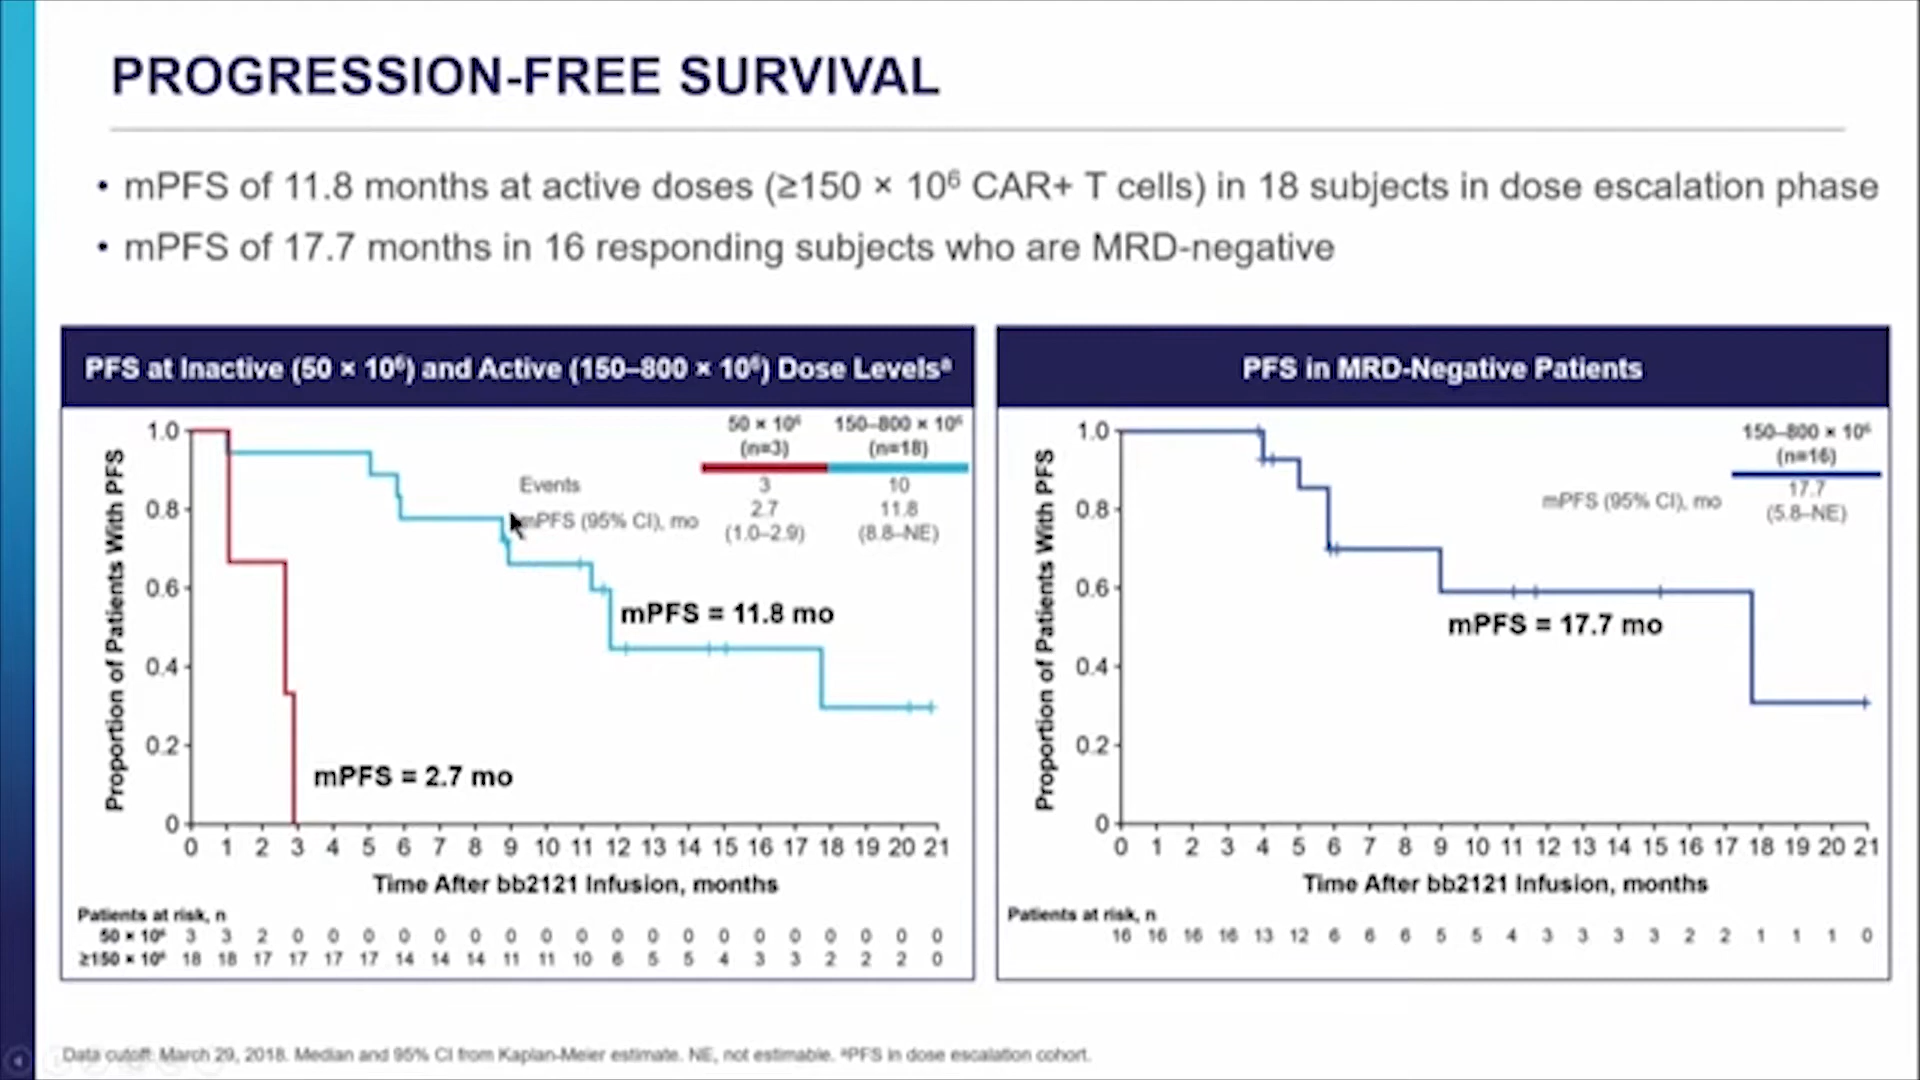 PROGRESSION-FREE SURVIVAL
• mPFS of 11.8 months at active doses (≥150 × 10⁶ CAR+ T cells) in 18 subjects in dose escalation phase
• mPFS of 17.7 months in 16 responding subjects who are MRD-negative
PFS at Inactive (50 × 10⁶) and Active (150–800 × 10⁶) Dose Levelsᵃ
Proportion of Patients With PFS
1.0
0.8
0.6
0.4
0.2
0
50 × 10⁶ 150–800 × 10⁶
(n=3) (n=18)
Events 3 10
mPFS (95% CI), mo 2.7 11.8
(1.0–2.9) (8.8–NE)
mPFS = 11.8 mo
mPFS = 2.7 mo
0 1 2 3 4 5 6 7 8 9 10 11 12 13 14 15 16 17 18 19 20 21
Time After bb2121 Infusion, months
Patients at risk, n
50 × 10⁶ 3 3 2 0 0 0 0 0 0 0 0 0 0 0 0 0 0 0 0 0 0 0
≥150 × 10⁶ 18 18 17 17 17 17 14 14 14 11 11 10 6 5 5 4 3 3 2 2 2 0
PFS in MRD-Negative Patients
Proportion of Patients With PFS
1.0
0.8
0.6
0.4
0.2
0
150–800 × 10⁶
(n=16)
mPFS (95% CI), mo 17.7
(5.8–NE)
mPFS = 17.7 mo
0 1 2 3 4 5 6 7 8 9 10 11 12 13 14 15 16 17 18 19 20 21
Time After bb2121 Infusion, months
Patients at risk, n
16 16 16 16 13 12 6 6 6 5 5 4 3 3 3 3 2 2 1 1 1 0
Data cutoff: March 29, 2018. Median and 95% CI from Kaplan-Meier estimate. NE, not estimable. ᵃPFS in dose escalation cohort.